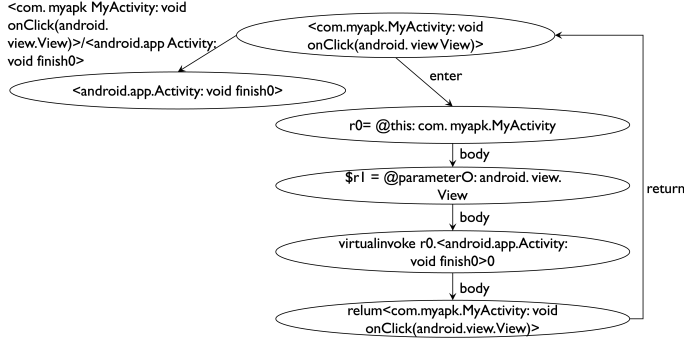 <com. myapk MyActivity: void
onClick(android.
view.View)>/<android.app Activity:
void finish0>
<com.myapk.MyActivity: void
onClick(android. view View)>
enter
<android.app.Activity: void finish0>
r0= @this: com. myapk.MyActivity
body
$r1 = @parameterO: android. view.
View
body
virtualinvoke r0.<android.app.Activity:
void finish0>0
body
relum<com.myapk.MyActivity: void
onClick(android.view.View)>
return